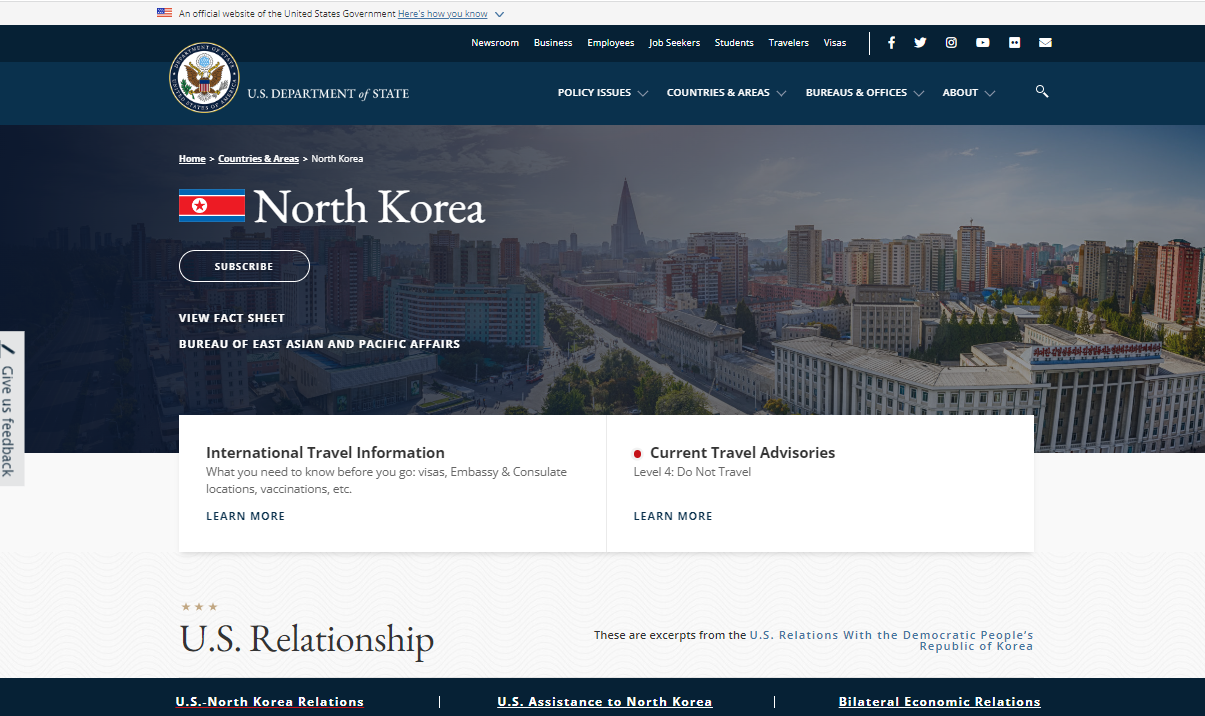 An official website of the United States Government Here's how you know
Newsroom Business Employees Job Seekers Students Travelers Visas
U.S. DEPARTMENT of STATE
POLICY ISSUES COUNTRIES & AREAS BUREAUS & OFFICES ABOUT
Home > Countries & Areas > North Korea
North Korea
SUBSCRIBE
VIEW FACT SHEET
BUREAU OF EAST ASIAN AND PACIFIC AFFAIRS
Give us feedback
International Travel Information
What you need to know before you go: visas, Embassy & Consulate
locations, vaccinations, etc.
LEARN MORE
Current Travel Advisories
Level 4: Do Not Travel
LEARN MORE
U.S. Relationship
These are excerpts from the U.S. Relations With the Democratic People's
Republic of Korea
U.S.-North Korea Relations | U.S. Assistance to North Korea | Bilateral Economic Relations